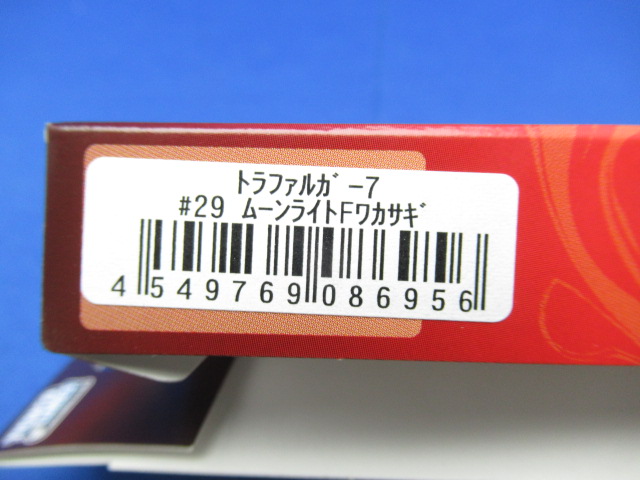 ﾄﾗﾌｧﾙｶﾞｰ7
#29 ﾑｰﾝﾗｲﾄFﾜｶｻｷﾞ
4 549769 086956